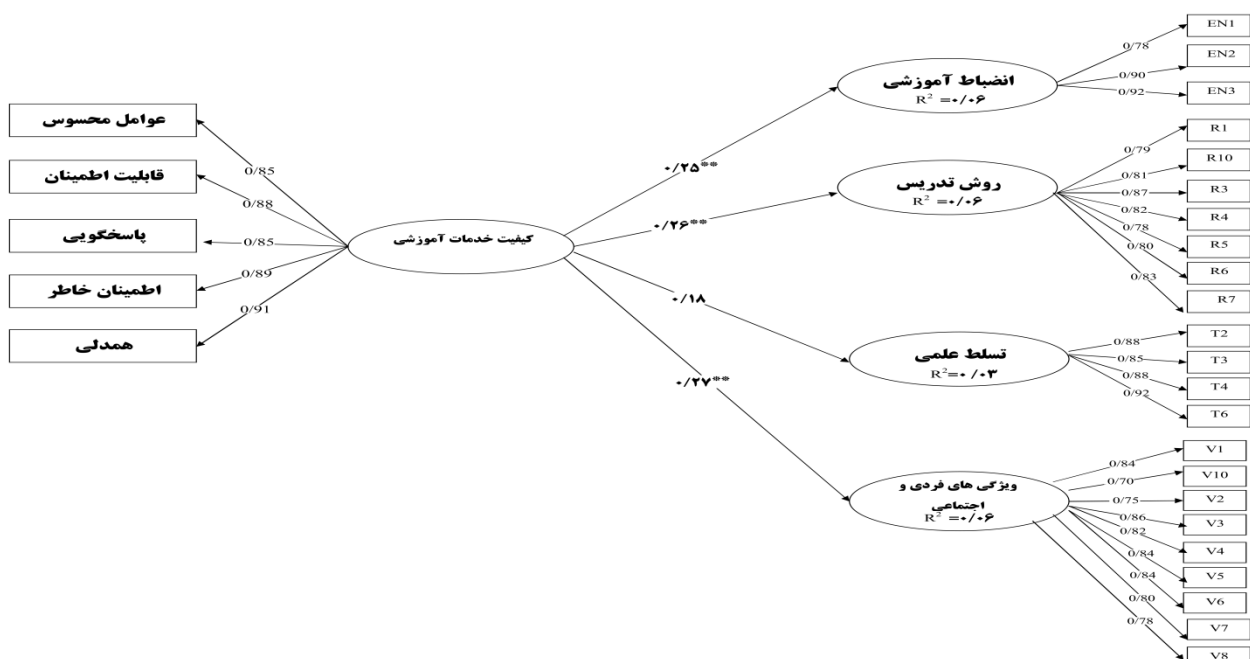 عوامل محسوس
قابلیت اطمینان
پاسخگویی
اطمینان خاطر
همدلی
0/85
0/88
0/85
0/89
0/91
کیفیت خدمات آموزشی
۰/۲۵**
۰/۲۶**
۰/۱۸
۰/۲۷**
انضباط آموزشی
R² =۰/۰۶
0/78
0/90
0/92
EN1
EN2
EN3
روش تدریس
R² =۰/۰۶
0/79
0/81
0/87
0/82
0/78
0/80
0/83
R1
R10
R3
R4
R5
R6
R7
تسلط علمی
R²=۰/۰۳
0/88
0/85
0/88
0/92
T2
T3
T4
T6
ویژگی های فردی و
اجتماعی
R² =۰/۰۶
0/84
0/70
0/75
0/86
0/82
0/84
0/84
0/80
0/78
V1
V10
V2
V3
V4
V5
V6
V7
V8